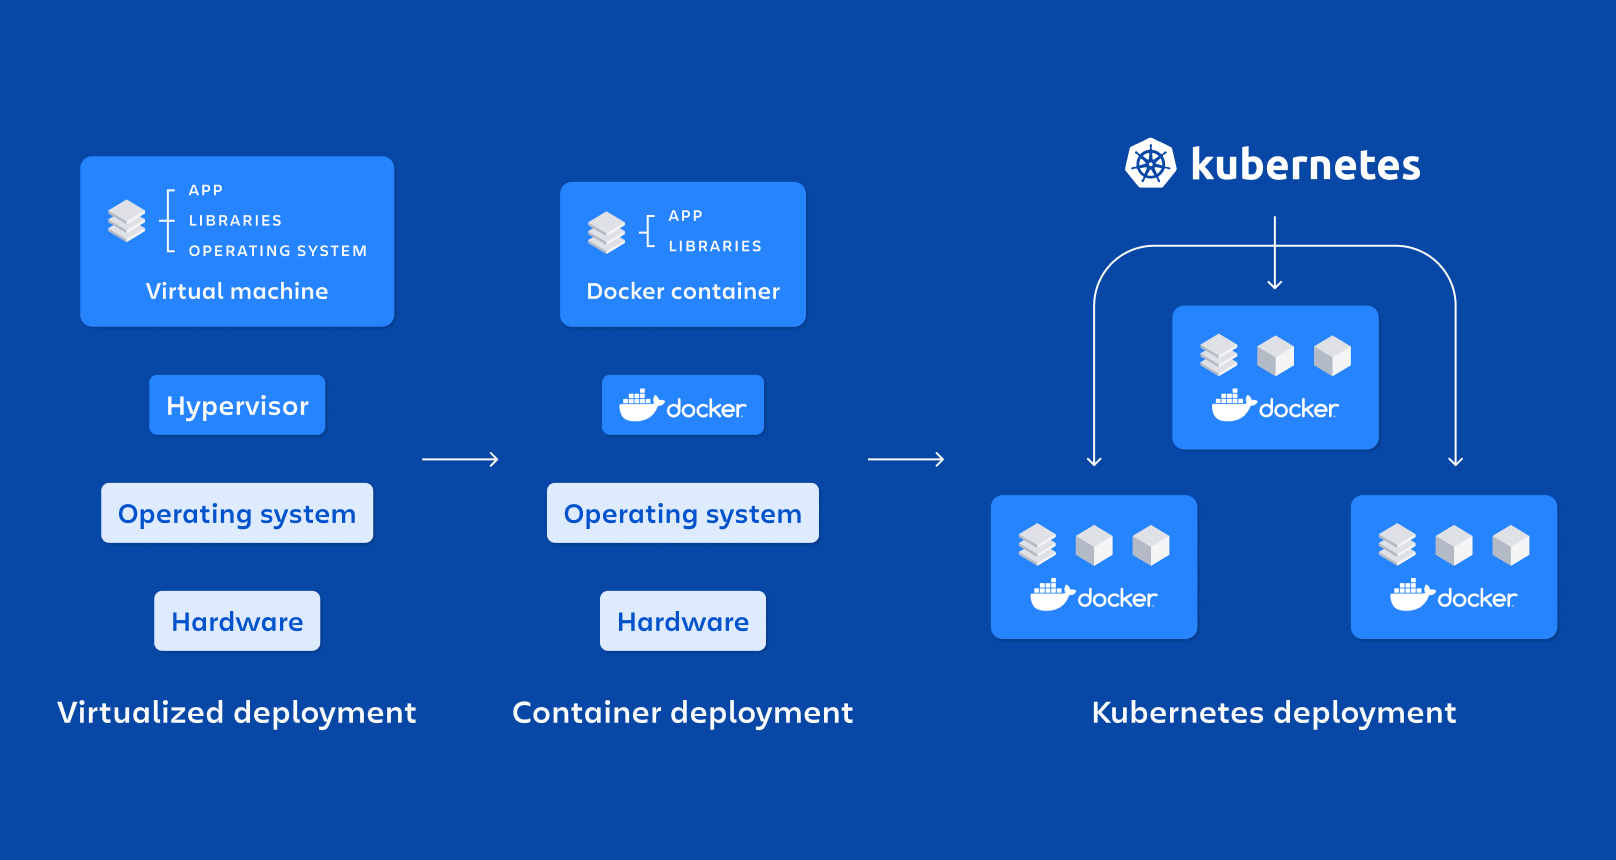 APP
LIBRARIES
OPERATING SYSTEM
Virtual machine
Hypervisor
Operating system
Hardware
Virtualized deployment
APP
LIBRARIES
Docker container
docker
Operating system
Hardware
Container deployment
kubernetes
docker
docker
docker
Kubernetes deployment